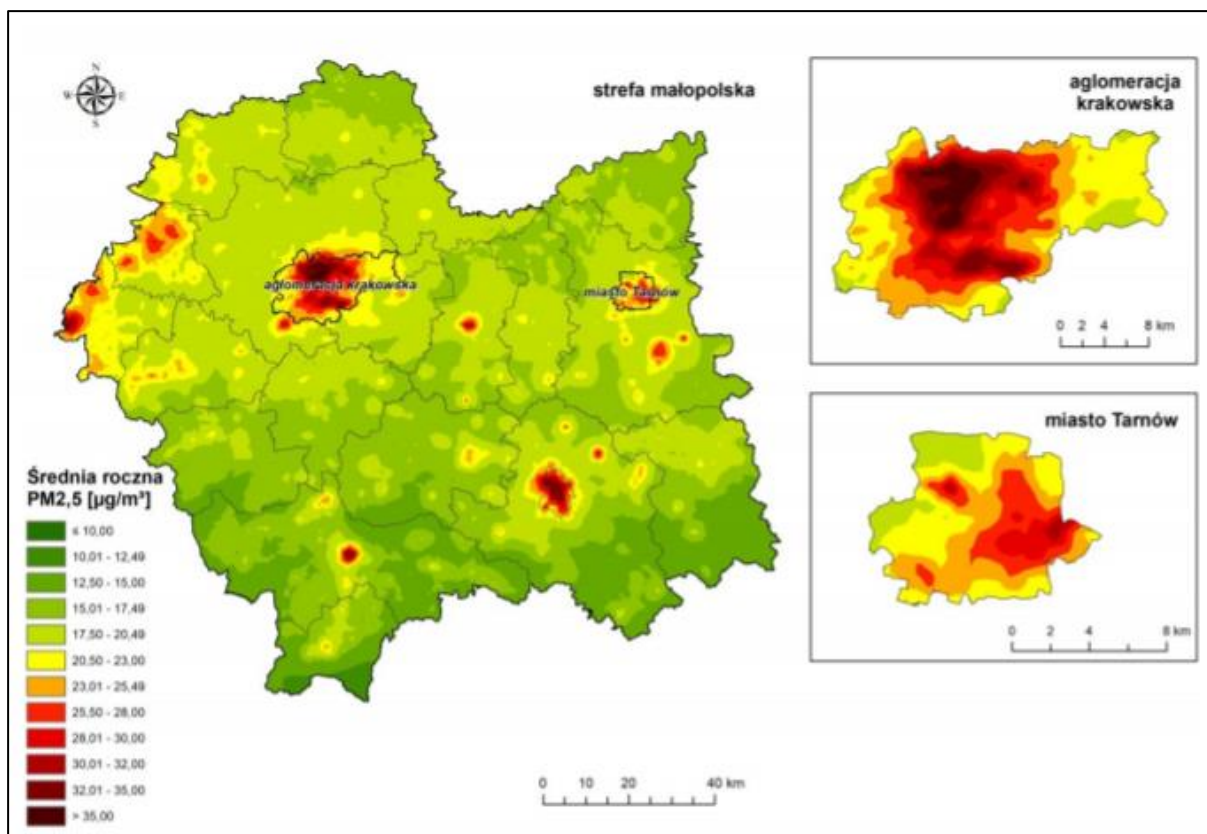 N
W E
S
strefa małopolska
aglomeracja krakowska
miasto Tarnów
Średnia roczna
PM2,5 [µg/m³]
≤ 10,00
10,01 - 12,49
12,50 - 15,00
15,01 - 17,49
17,50 - 20,49
20,50 - 23,00
23,01 - 25,49
25,50 - 28,00
28,01 - 30,00
30,01 - 32,00
32,01 - 35,00
> 35,00
0 10 20 40 km
aglomeracja
krakowska
0 2 4 8 km
miasto Tarnów
0 2 4 8 km